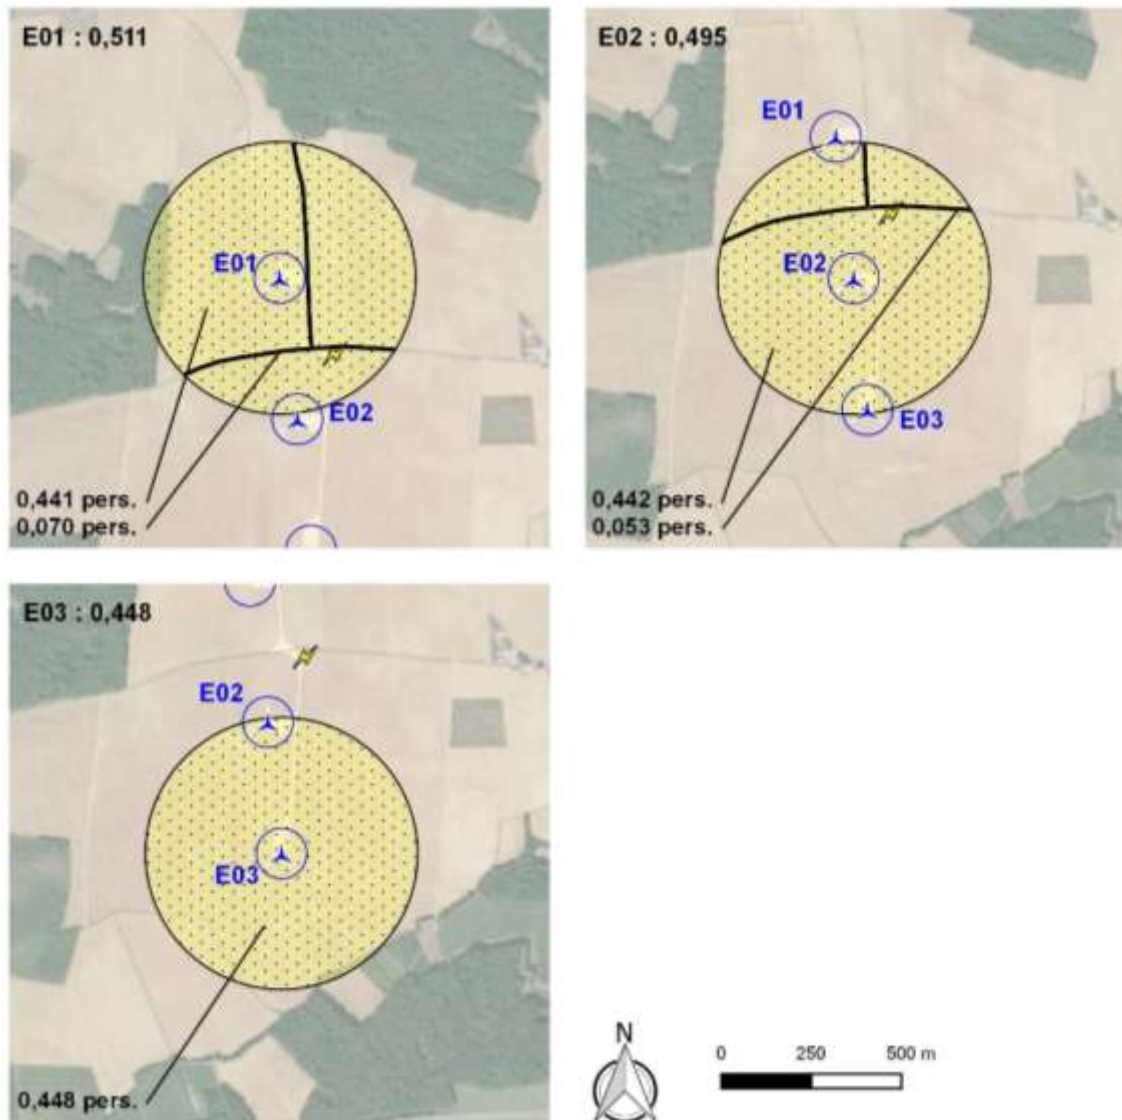 E01 : 0,511
E01
E02
0,441 pers.
0,070 pers.
E02 : 0,495
E01
E02
E03
0,442 pers.
0,053 pers.
E03 : 0,448
E02
E03
0,448 pers.
N
0 250 500 m